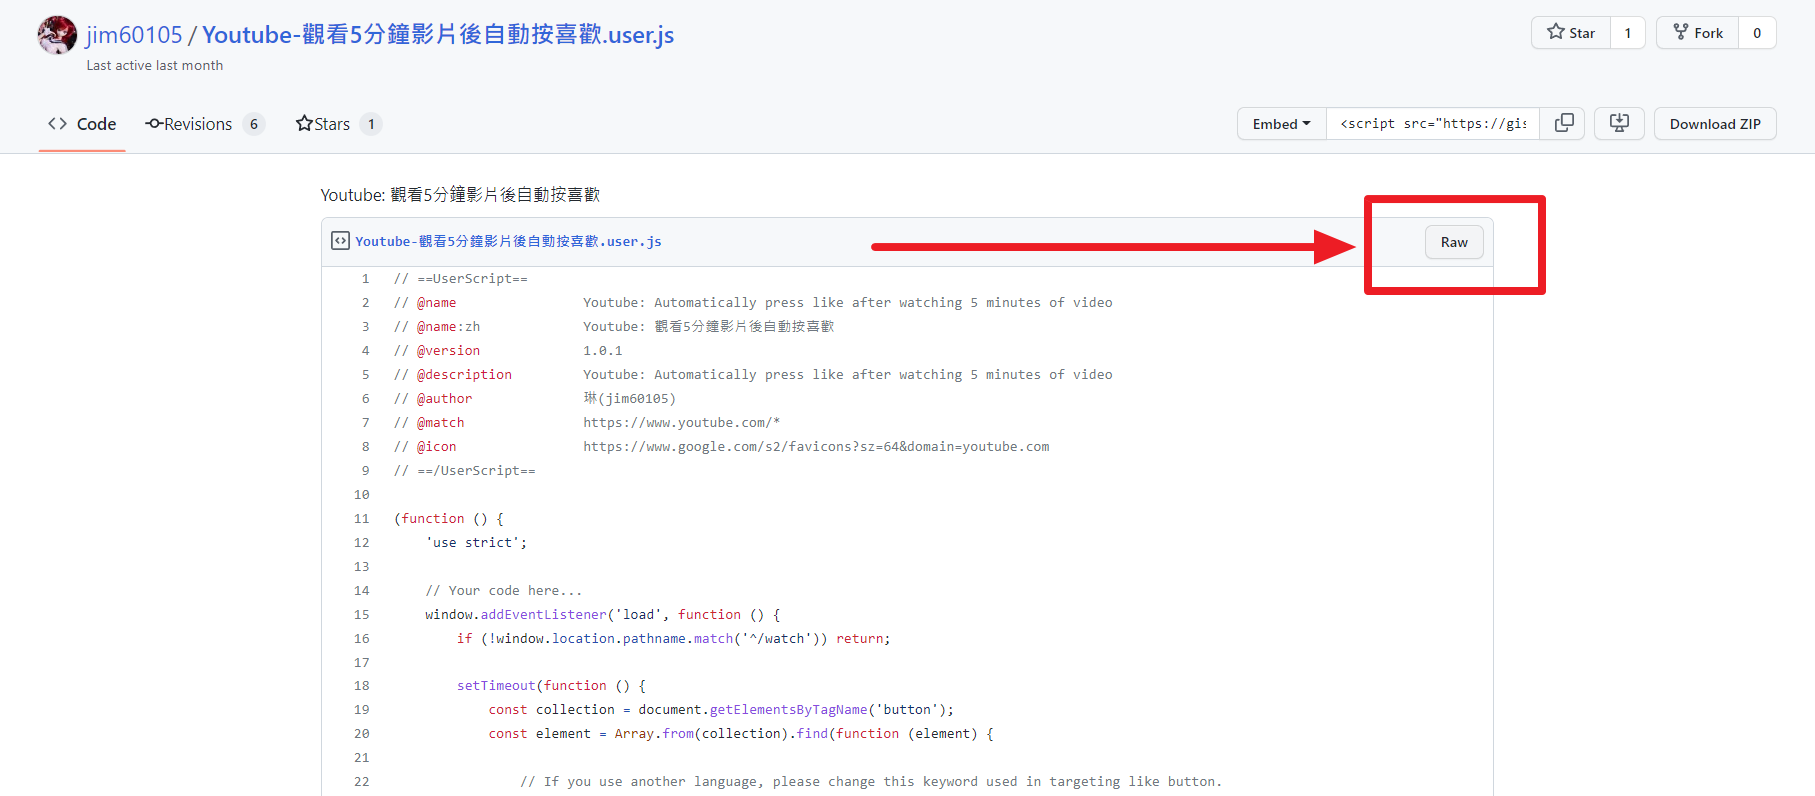 jim60105 / Youtube-觀看5分鐘影片後自動按喜歡.user.js
Star 1 Fork 0
Last active last month
Code Revisions 6 Stars 1
Embed <script src="https://gis Download ZIP
Youtube: 觀看5分鐘影片後自動按喜歡
Youtube-觀看5分鐘影片後自動按喜歡.user.js Raw
1 // ==UserScript==
2 // @name Youtube: Automatically press like after watching 5 minutes of video
3 // @name:zh Youtube: 觀看5分鐘影片後自動按喜歡
4 // @version 1.0.1
5 // @description Youtube: Automatically press like after watching 5 minutes of video
6 // @author 琳(jim60105)
7 // @match https://www.youtube.com/*
8 // @icon https://www.google.com/s2/favicons?sz=64&domain=youtube.com
9 // ==/UserScript==
10
11 (function () {
12 'use strict';
13
14 // Your code here...
15 window.addEventListener('load', function () {
16 if (!window.location.pathname.match('^/watch')) return;
17
18 setTimeout(function () {
19 const collection = document.getElementsByTagName('button');
20 const element = Array.from(collection).find(function (element) {
21
22 // If you use another language, please change this keyword used in targeting like button.